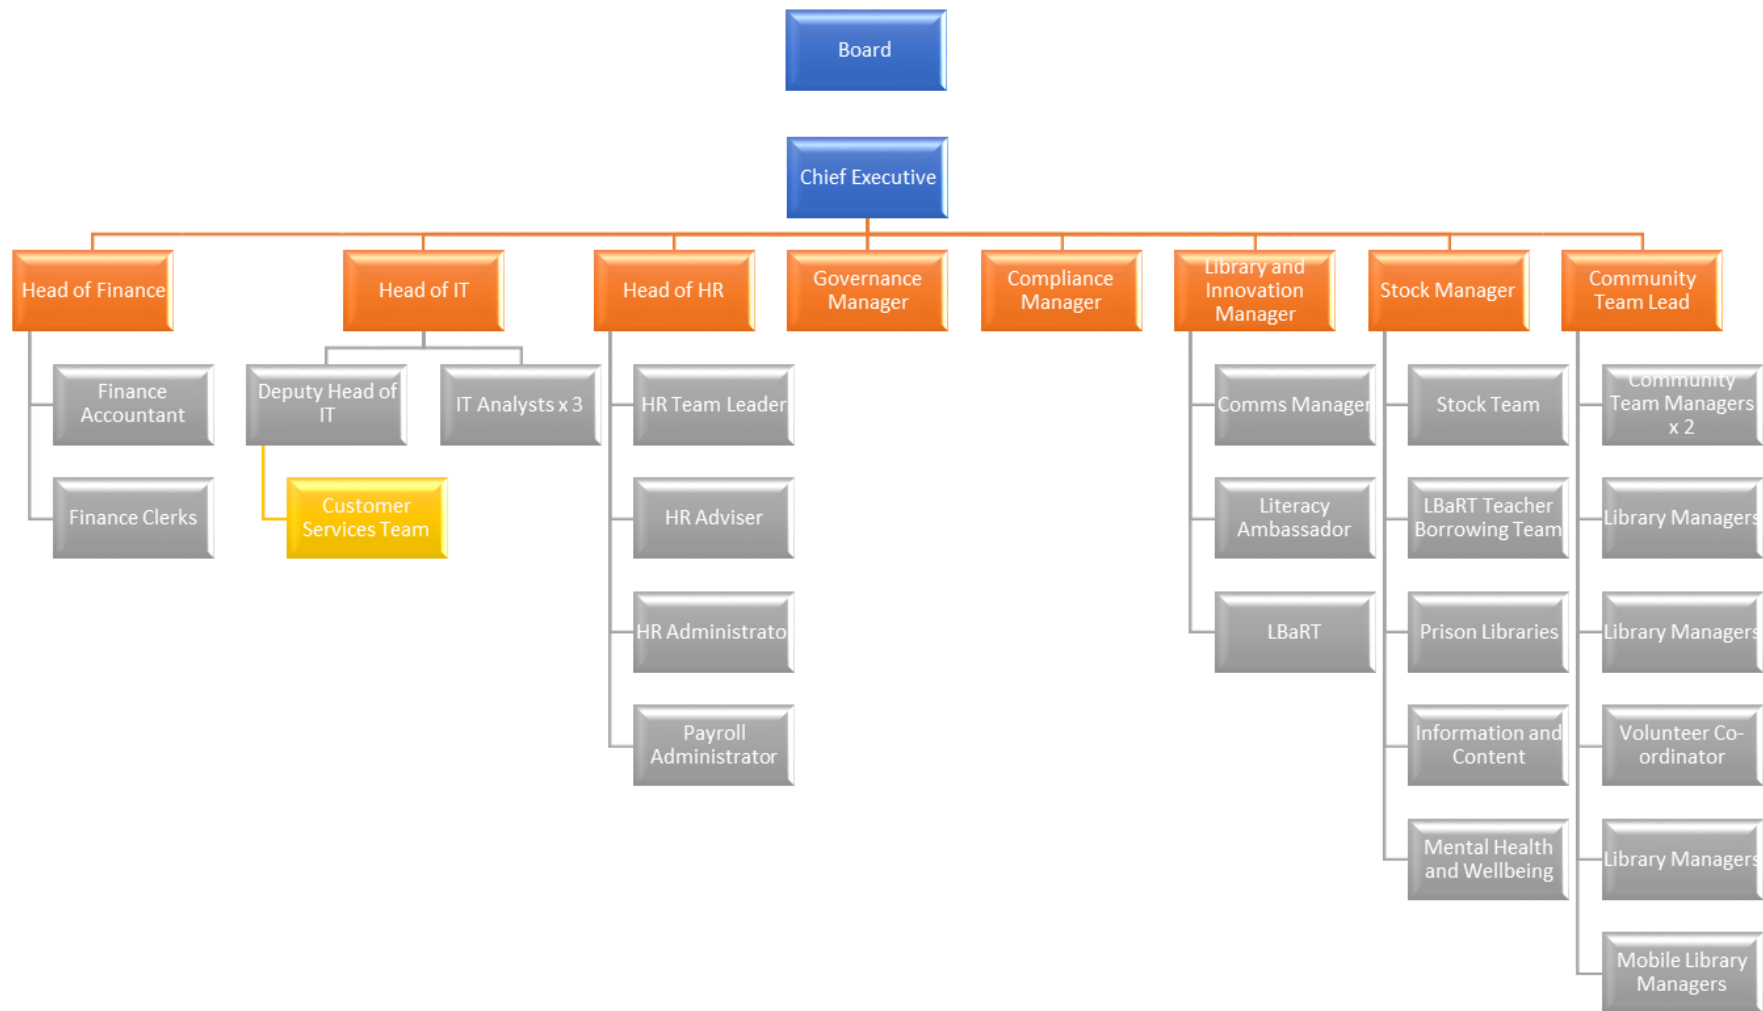 Board
Chief Executive
Head of Finance
Head of IT
Head of HR
Governance
Manager
Compliance
Manager
Library and
Innovation
Manager
Stock Manager
Community
Team Lead
Finance
Accountant
Finance Clerks
Deputy Head of
IT
IT Analysts x 3
Customer
Services Team
HR Team Leader
HR Adviser
HR Administrato
Payroll
Administrator
Comms Manager
Literacy
Ambassador
LBaRT
Stock Team
LBaRT Teacher
Borrowing Team
Prison Libraries
Information and
Content
Mental Health
and Wellbeing
Community
Team Managers
x 2
Library Managers
Library Managers
Volunteer Co-
ordinator
Library Managers
Mobile Library
Managers